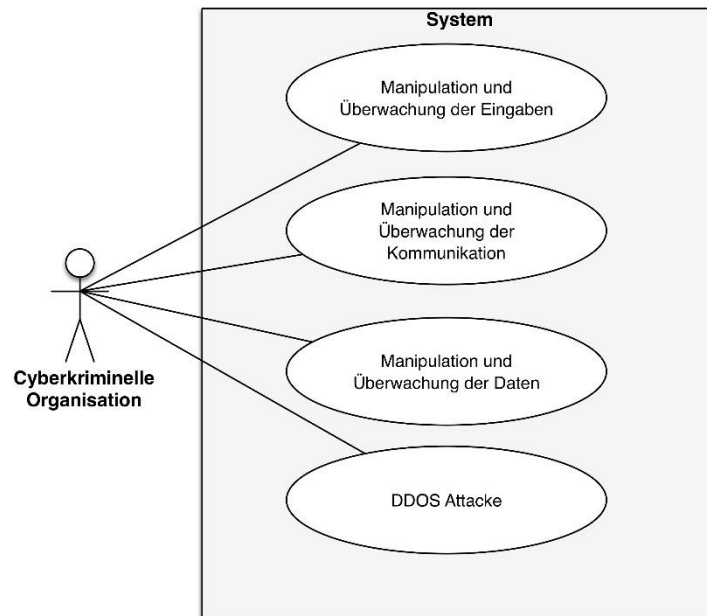 System
Manipulation und
Überwachung der Eingaben
Manipulation und
Überwachung der
Kommunikation
Cyberkriminelle
Organisation
Manipulation und
Überwachung der Daten
DDOS Attacke